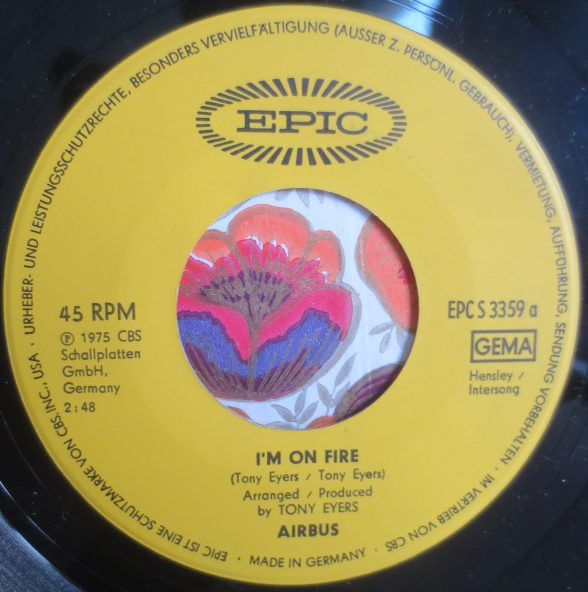 URHEBER- UND LEISTUNGSSCHUTZRECHTE, BESONDERS VERVIELFÄLTIGUNG (AUSSER Z. PERSÖNL. GEBRAUCH), VERMIETUNG, AUFFÜHRUNG, SENDUNG VORBEHALTEN · IM VERTRIEB VON CBS
EPIC
45 RPM
℗ 1975 CBS
Schallplatten
GmbH,
Germany
2:48
EPC S 3359 a
GEMA
Hensley /
Intersong
I'M ON FIRE
(Tony Eyers / Tony Eyers)
Arranged / Produced
by TONY EYERS
AIRBUS
EPIC IST EINE SCHUTZMARKE VON CBS, INC., USA ·
· MADE IN GERMANY ·